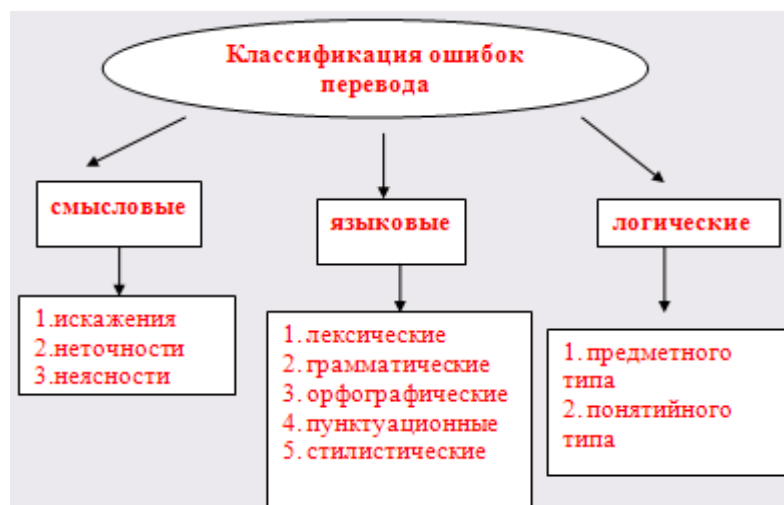 Классификация ошибок
перевода
смысловые
языковые
логические
1.искажения
2.неточности
3.неясности
1. лексические
2. грамматические
3. орфографические
4. пунктуационные
5. стилистические
1. предметного
типа
2. понятийного
типа